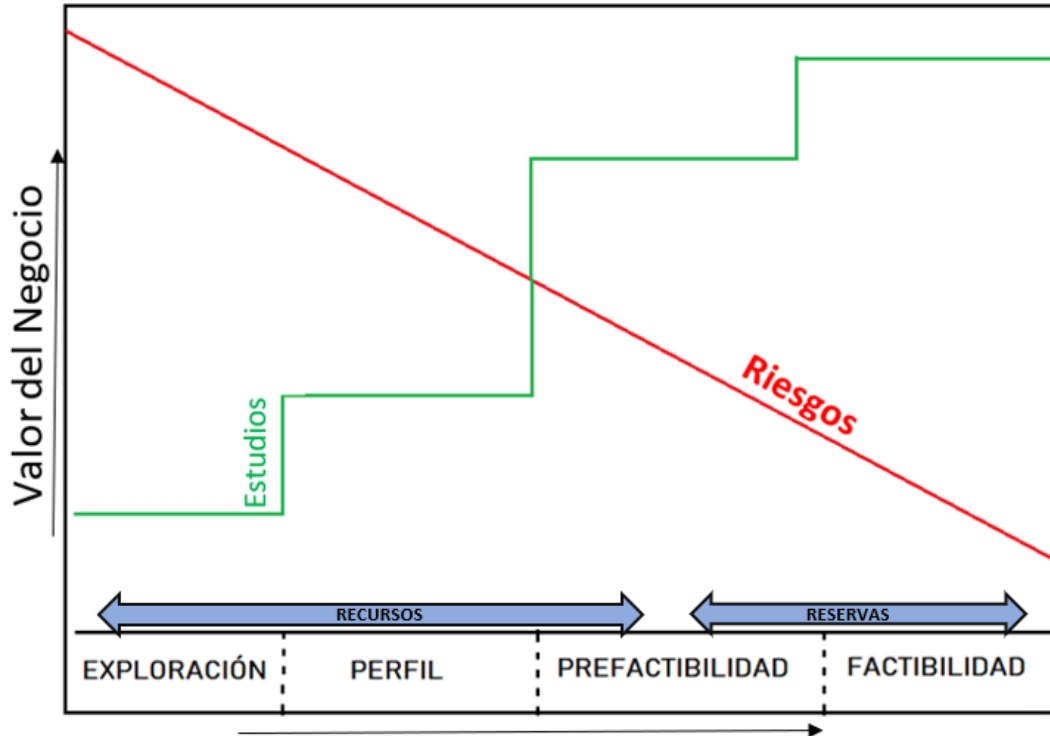 Valor del Negocio
Estudios
Riesgos
RECURSOS
RESERVAS
EXPLORACIÓN
PERFIL
PREFACTIBILIDAD
FACTIBILIDAD